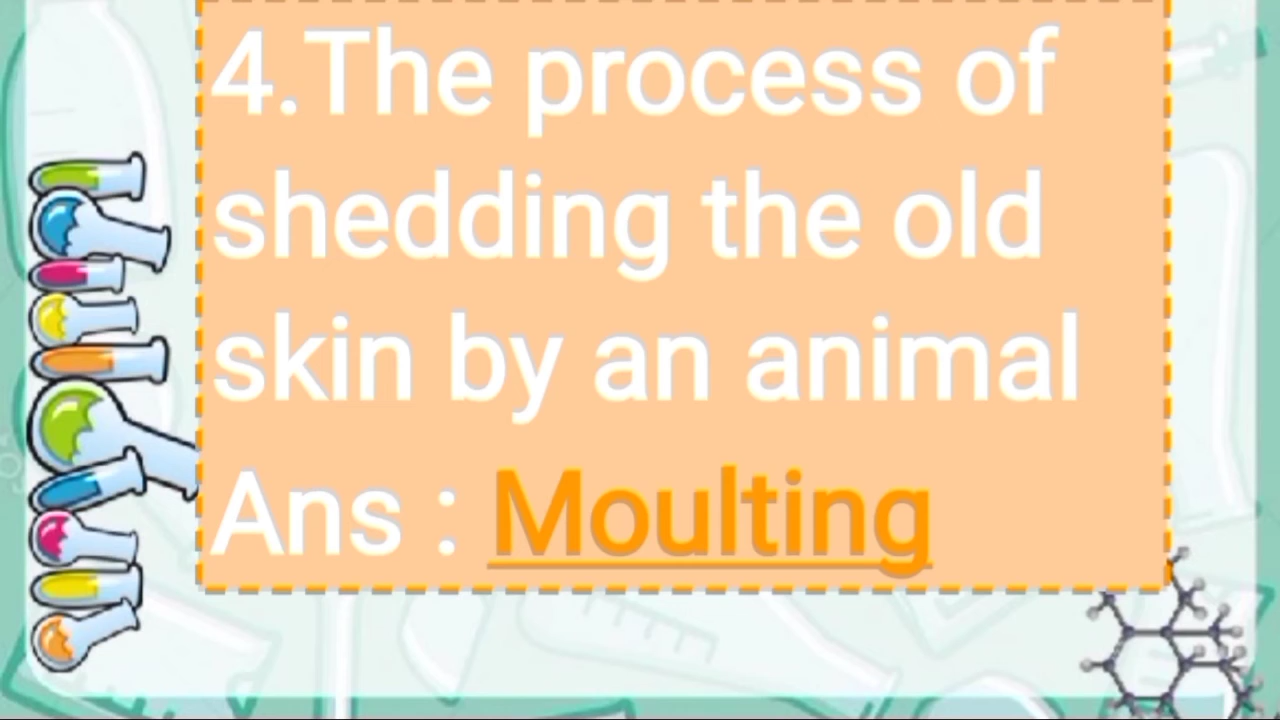 4.The process of
shedding the old
skin by an animal
Ans : Moulting